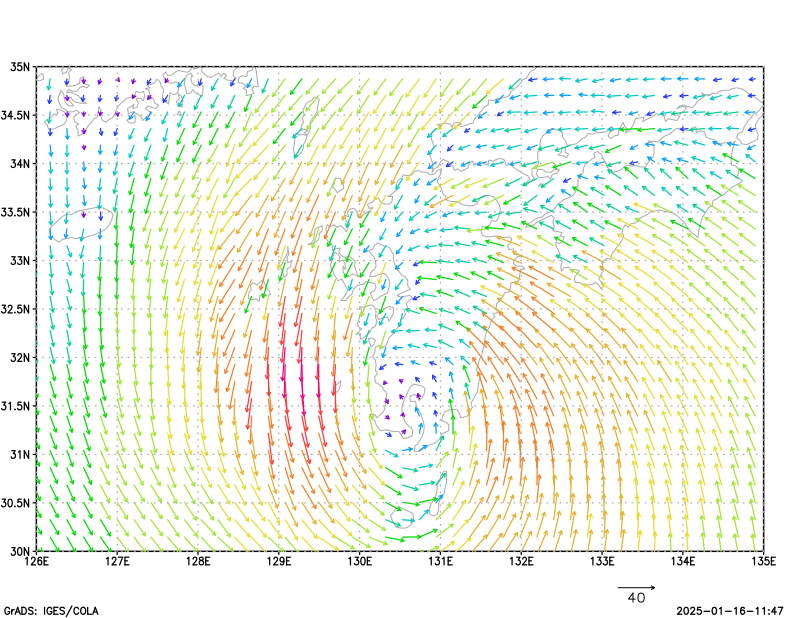 35N
34.5N
34N
33.5N
33N
32.5N
32N
31.5N
31N
30.5N
30N
126E 127E 128E 129E 130E 131E 132E 133E 134E 135E
40
GrADS: IGES/COLA 2025-01-16-11:47